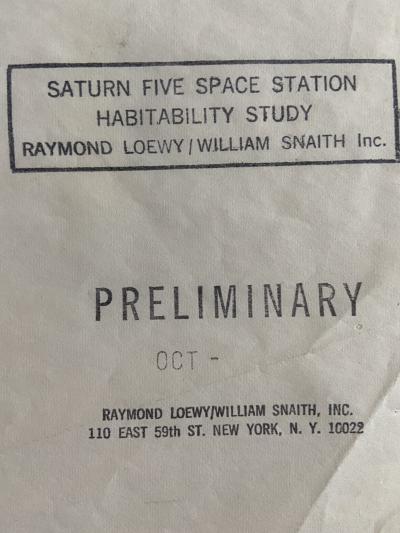 SATURN FIVE SPACE STATION
HABITABILITY STUDY
RAYMOND LOEWY/WILLIAM SNAITH Inc.
PRELIMINARY
OCT -
RAYMOND LOEWY/WILLIAM SNAITH, INC.
110 EAST 59th ST. NEW YORK, N. Y. 10022